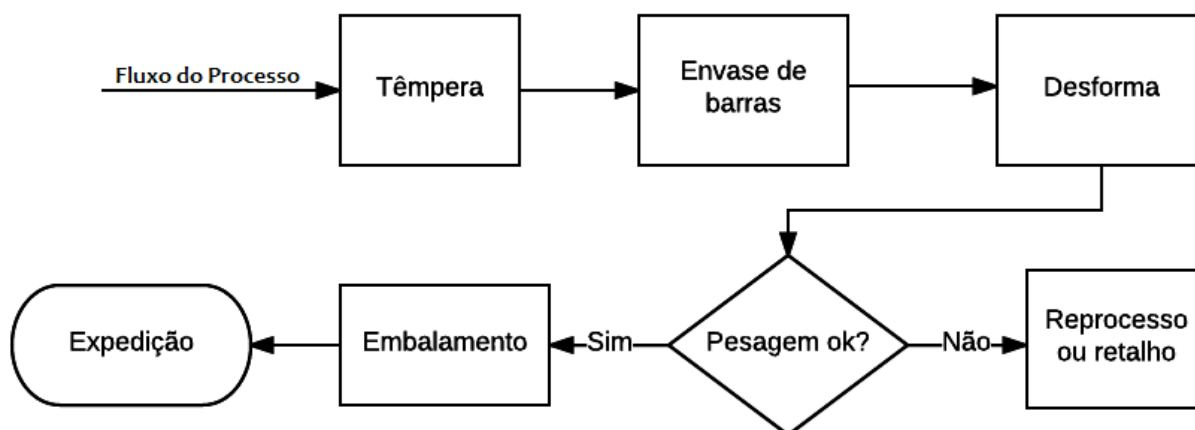 Fluxo do Processo
Têmpera
Envase de
barras
Desforma
Pesagem ok?
Sim
Embalamento
Expedição
Não
Reprocesso
ou retalho